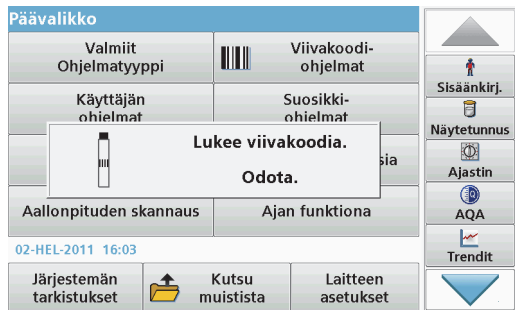 Päävalikko
Valmiit
Ohjelmatyyppi
Viivakoodi-
ohjelmat
Käyttäjän
ohjelmat
Suosikki-
ohjelmat
Lukee viivakoodia.
Odota.
sia
Aallonpituden skannaus
Ajan funktiona
02-HEL-2011 16:03
Järjestemän
tarkistukset
Kutsu
muistista
Laitteen
asetukset
Sisäänkirj.
Näytetunnus
Ajastin
AQA
Trendit